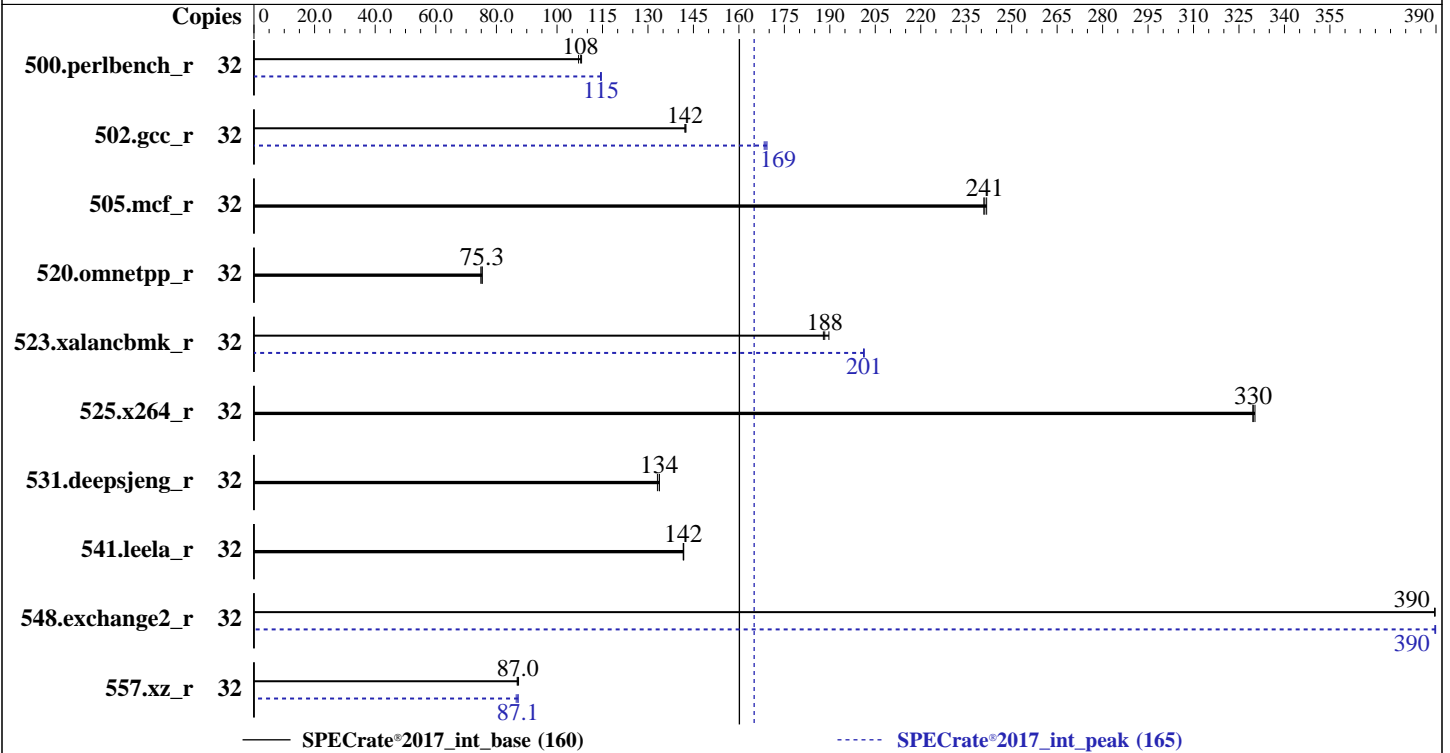 Copies 0 20.0 40.0 60.0 80.0 100 115 130 145 160 175 190 205 220 235 250 265 280 295 310 325 340 355 390
108
500.perlbench_r 32
115
142
502.gcc_r 32
169
241
505.mcf_r 32
75.3
520.omnetpp_r 32
188
523.xalancbmk_r 32
201
330
525.x264_r 32
134
531.deepsjeng_r 32
142
541.leela_r 32
390
548.exchange2_r 32
390
87.0
557.xz_r 32
87.1
SPECrate®2017_int_base (160) SPECrate®2017_int_peak (165)